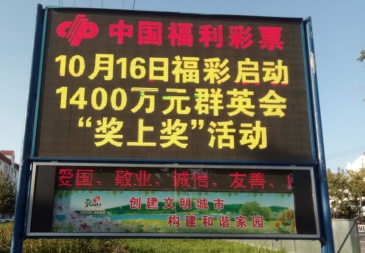 中国福利彩票
10月16日福彩启动
1400万元群英会
“奖上奖”活动
爱国、敬业、诚信、友善、
创建文明城市
构建和谐家园